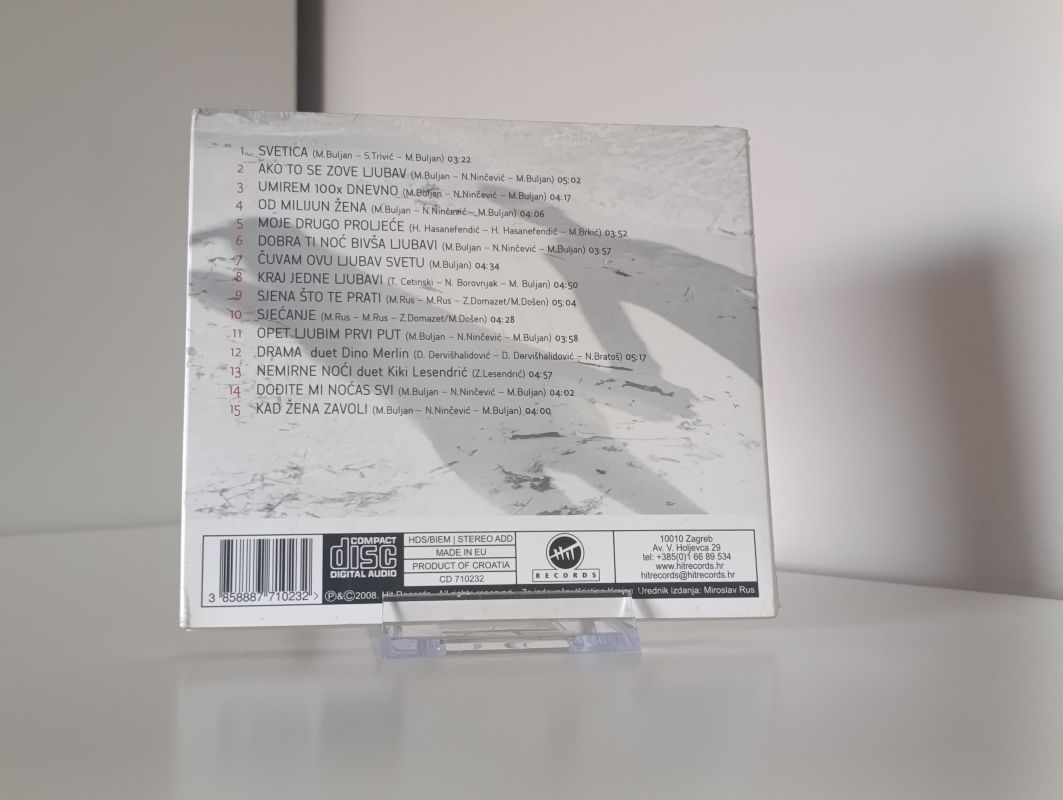 1 SVETICA (M.Buljan – S.Trivić – M.Buljan) 03:22
2 AKO TO SE ZOVE LJUBAV (M.Buljan – N.Ninčević – M.Buljan) 05:02
3 UMIREM 100x DNEVNO (M.Buljan – N.Ninčević – M.Buljan) 04:17
4 OD MILIJUN ŽENA (M.Buljan – N.Ninčević – M.Buljan) 04:06
5 MOJE DRUGO PROLJEĆE (H. Hasanefendić – H. Hasanefendić – M.Brkić) 03:52
6 DOBRA TI NOĆ BIVŠA LJUBAVI (M.Buljan – N.Ninčević – M.Buljan) 03:57
7 ČUVAM OVU LJUBAV SVETU (M.Buljan) 04:34
8 KRAJ JEDNE LJUBAVI (T. Cetinski – N. Borovnjak – M. Buljan) 04:50
9 SJENA ŠTO TE PRATI (M.Rus – M.Rus – Z.Domazet/M.Došen) 05:04
10 SJEĆANJE (M.Rus – M.Rus – Z.Domazet/M.Došen) 04:28
11 OPET LJUBIM PRVI PUT (M.Buljan – N.Ninčević – M.Buljan) 03:58
12 DRAMA duet Dino Merlin (D. Dervišhalidović – D. Dervišhalidović – N.Bratoš) 05:17
13 NEMIRNE NOĆI duet Kiki Lesendrić (Z.Lesendrić) 04:57
14 DOĐITE MI NOĆAS SVI (M.Buljan – N.Ninčević – M.Buljan) 04:02
15 KAD ŽENA ZAVOLI (M.Buljan – N.Ninčević – M.Buljan) 04:00
3 858887 710232 >
COMPACT
disc
DIGITAL AUDIO
HDS/BIEM | STEREO ADD
MADE IN EU
PRODUCT OF CROATIA
CD 710232
HIT
RECORDS
10010 Zagreb
Av. V. Holjevca 29
tel: +385(0)1 66 89 534
www.hitrecords.hr
hitrecords@hitrecords.hr
Ⓟ&©2008. Hit Records. All rights reserved. Za izdavača: Kristina Urednik izdanja: Miroslav Rus